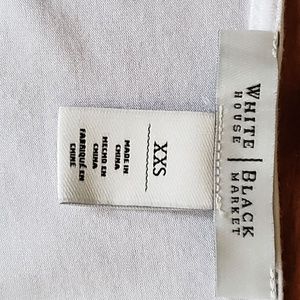 WHITE BLACK
HOUSE MARKET
XXS
MADE IN
CHINA
HECHO EN
CHINA
FABRIQUÉ EN
CHINE